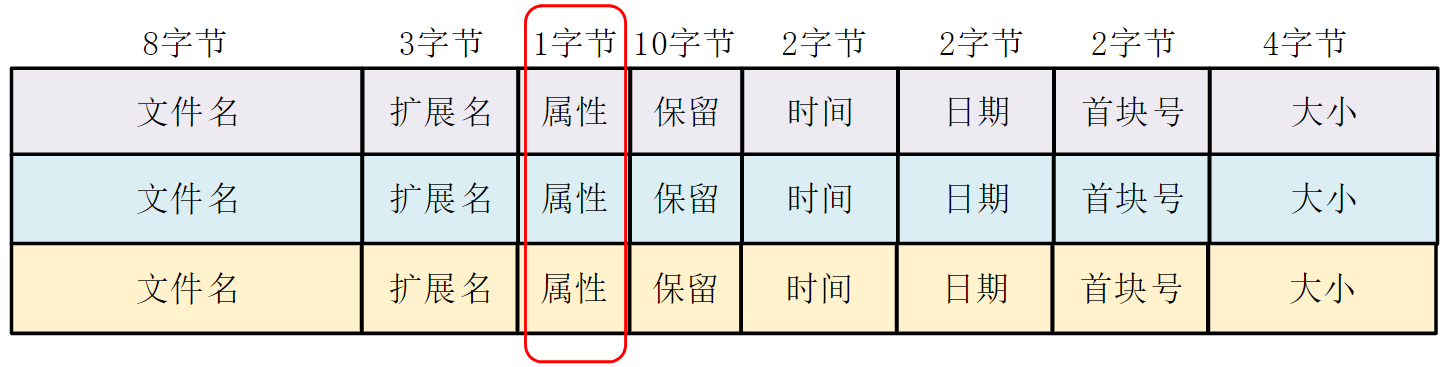 8字节 3字节 1字节 10字节 2字节 2字节 2字节 4字节
文件名 扩展名 属性 保留 时间 日期 首块号 大小
文件名 扩展名 属性 保留 时间 日期 首块号 大小
文件名 扩展名 属性 保留 时间 日期 首块号 大小